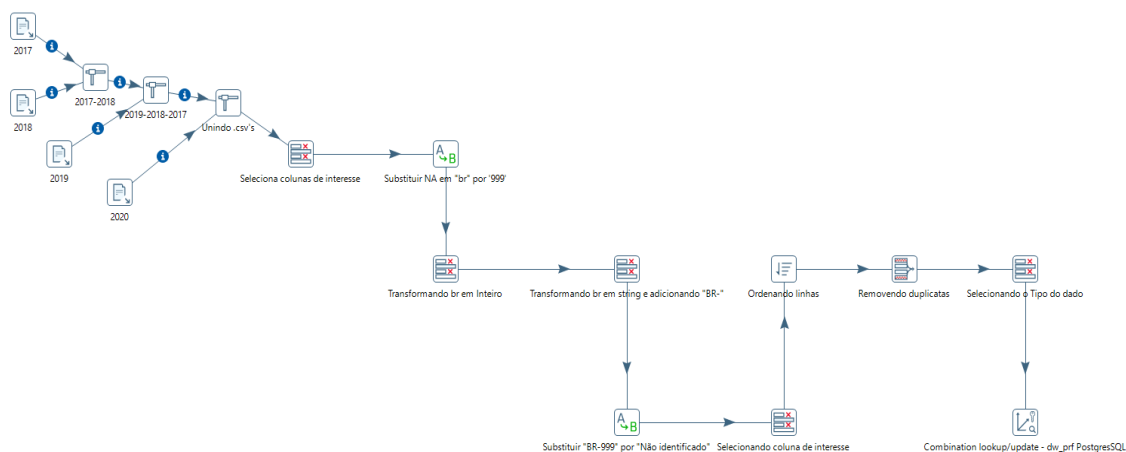 2017
2017-2018
2018
2019-2018-2017
Unindo .csv's
2019
2020
Seleciona colunas de interesse
Substituir NA em "br" por '999'
Transformando br em Inteiro
Transformando br em string e adicionando "BR-"
Ordenando linhas
Removendo duplicatas
Selecionando o Tipo do dado
Substituir "BR-999" por "Não identificado"
Selecionando coluna de interesse
Combination lookup/update - dw_prf PostgresSQL